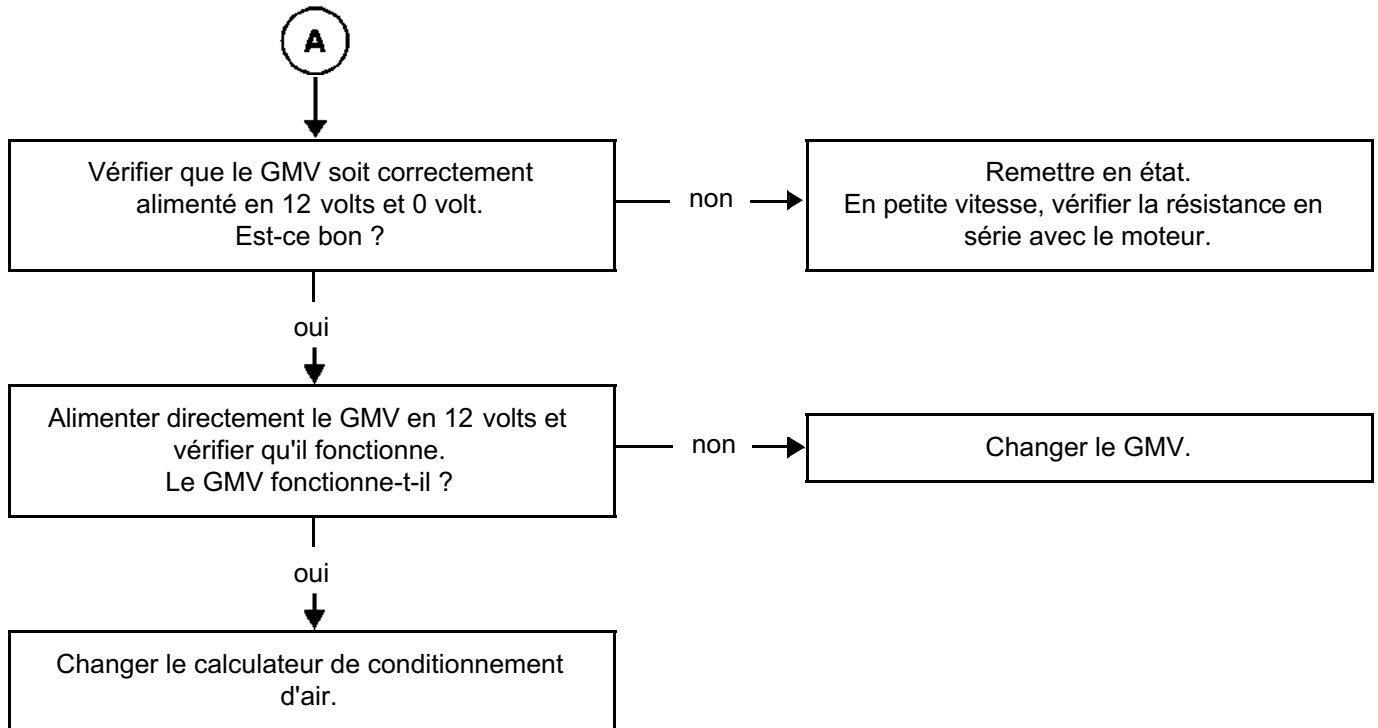 A
Vérifier que le GMV soit correctement
alimenté en 12 volts et 0 volt.
Est-ce bon ?
non
Remettre en état.
En petite vitesse, vérifier la résistance en
série avec le moteur.
oui
Alimenter directement le GMV en 12 volts et
vérifier qu'il fonctionne.
Le GMV fonctionne-t-il ?
non
Changer le GMV.
oui
Changer le calculateur de conditionnement
d'air.